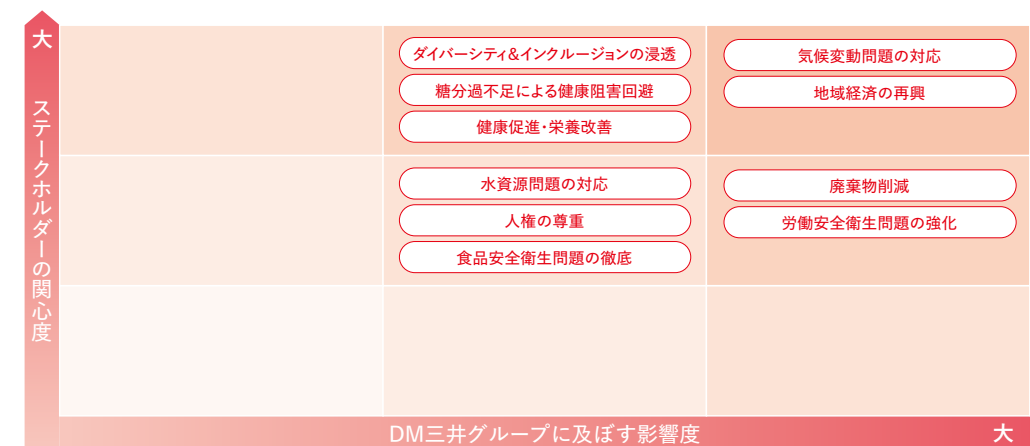 大
ステークホルダーの関心度
ダイバーシティ&インクルージョンの浸透
糖分過不足による健康阻害回避
健康促進・栄養改善
気候変動問題の対応
地域経済の再興
水資源問題の対応
人権の尊重
食品安全衛生問題の徹底
廃棄物削減
労働安全衛生問題の強化
DM三井グループに及ぼす影響度
大